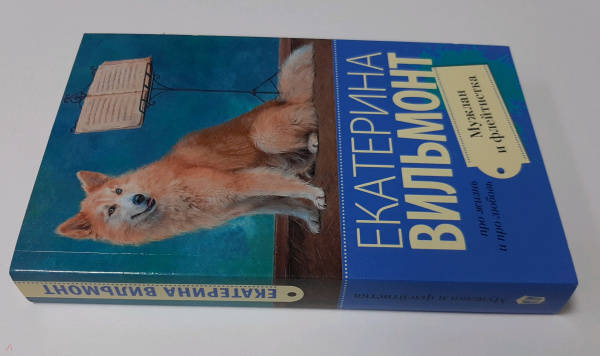 ЕКАТЕРИНА
ВИЛЬМОНТ
Мужлан
и флейтистка
про жизнь
и про любовь
ЕКАТЕРИНА ВИЛЬМОНТ
Мужлан и флейтистка